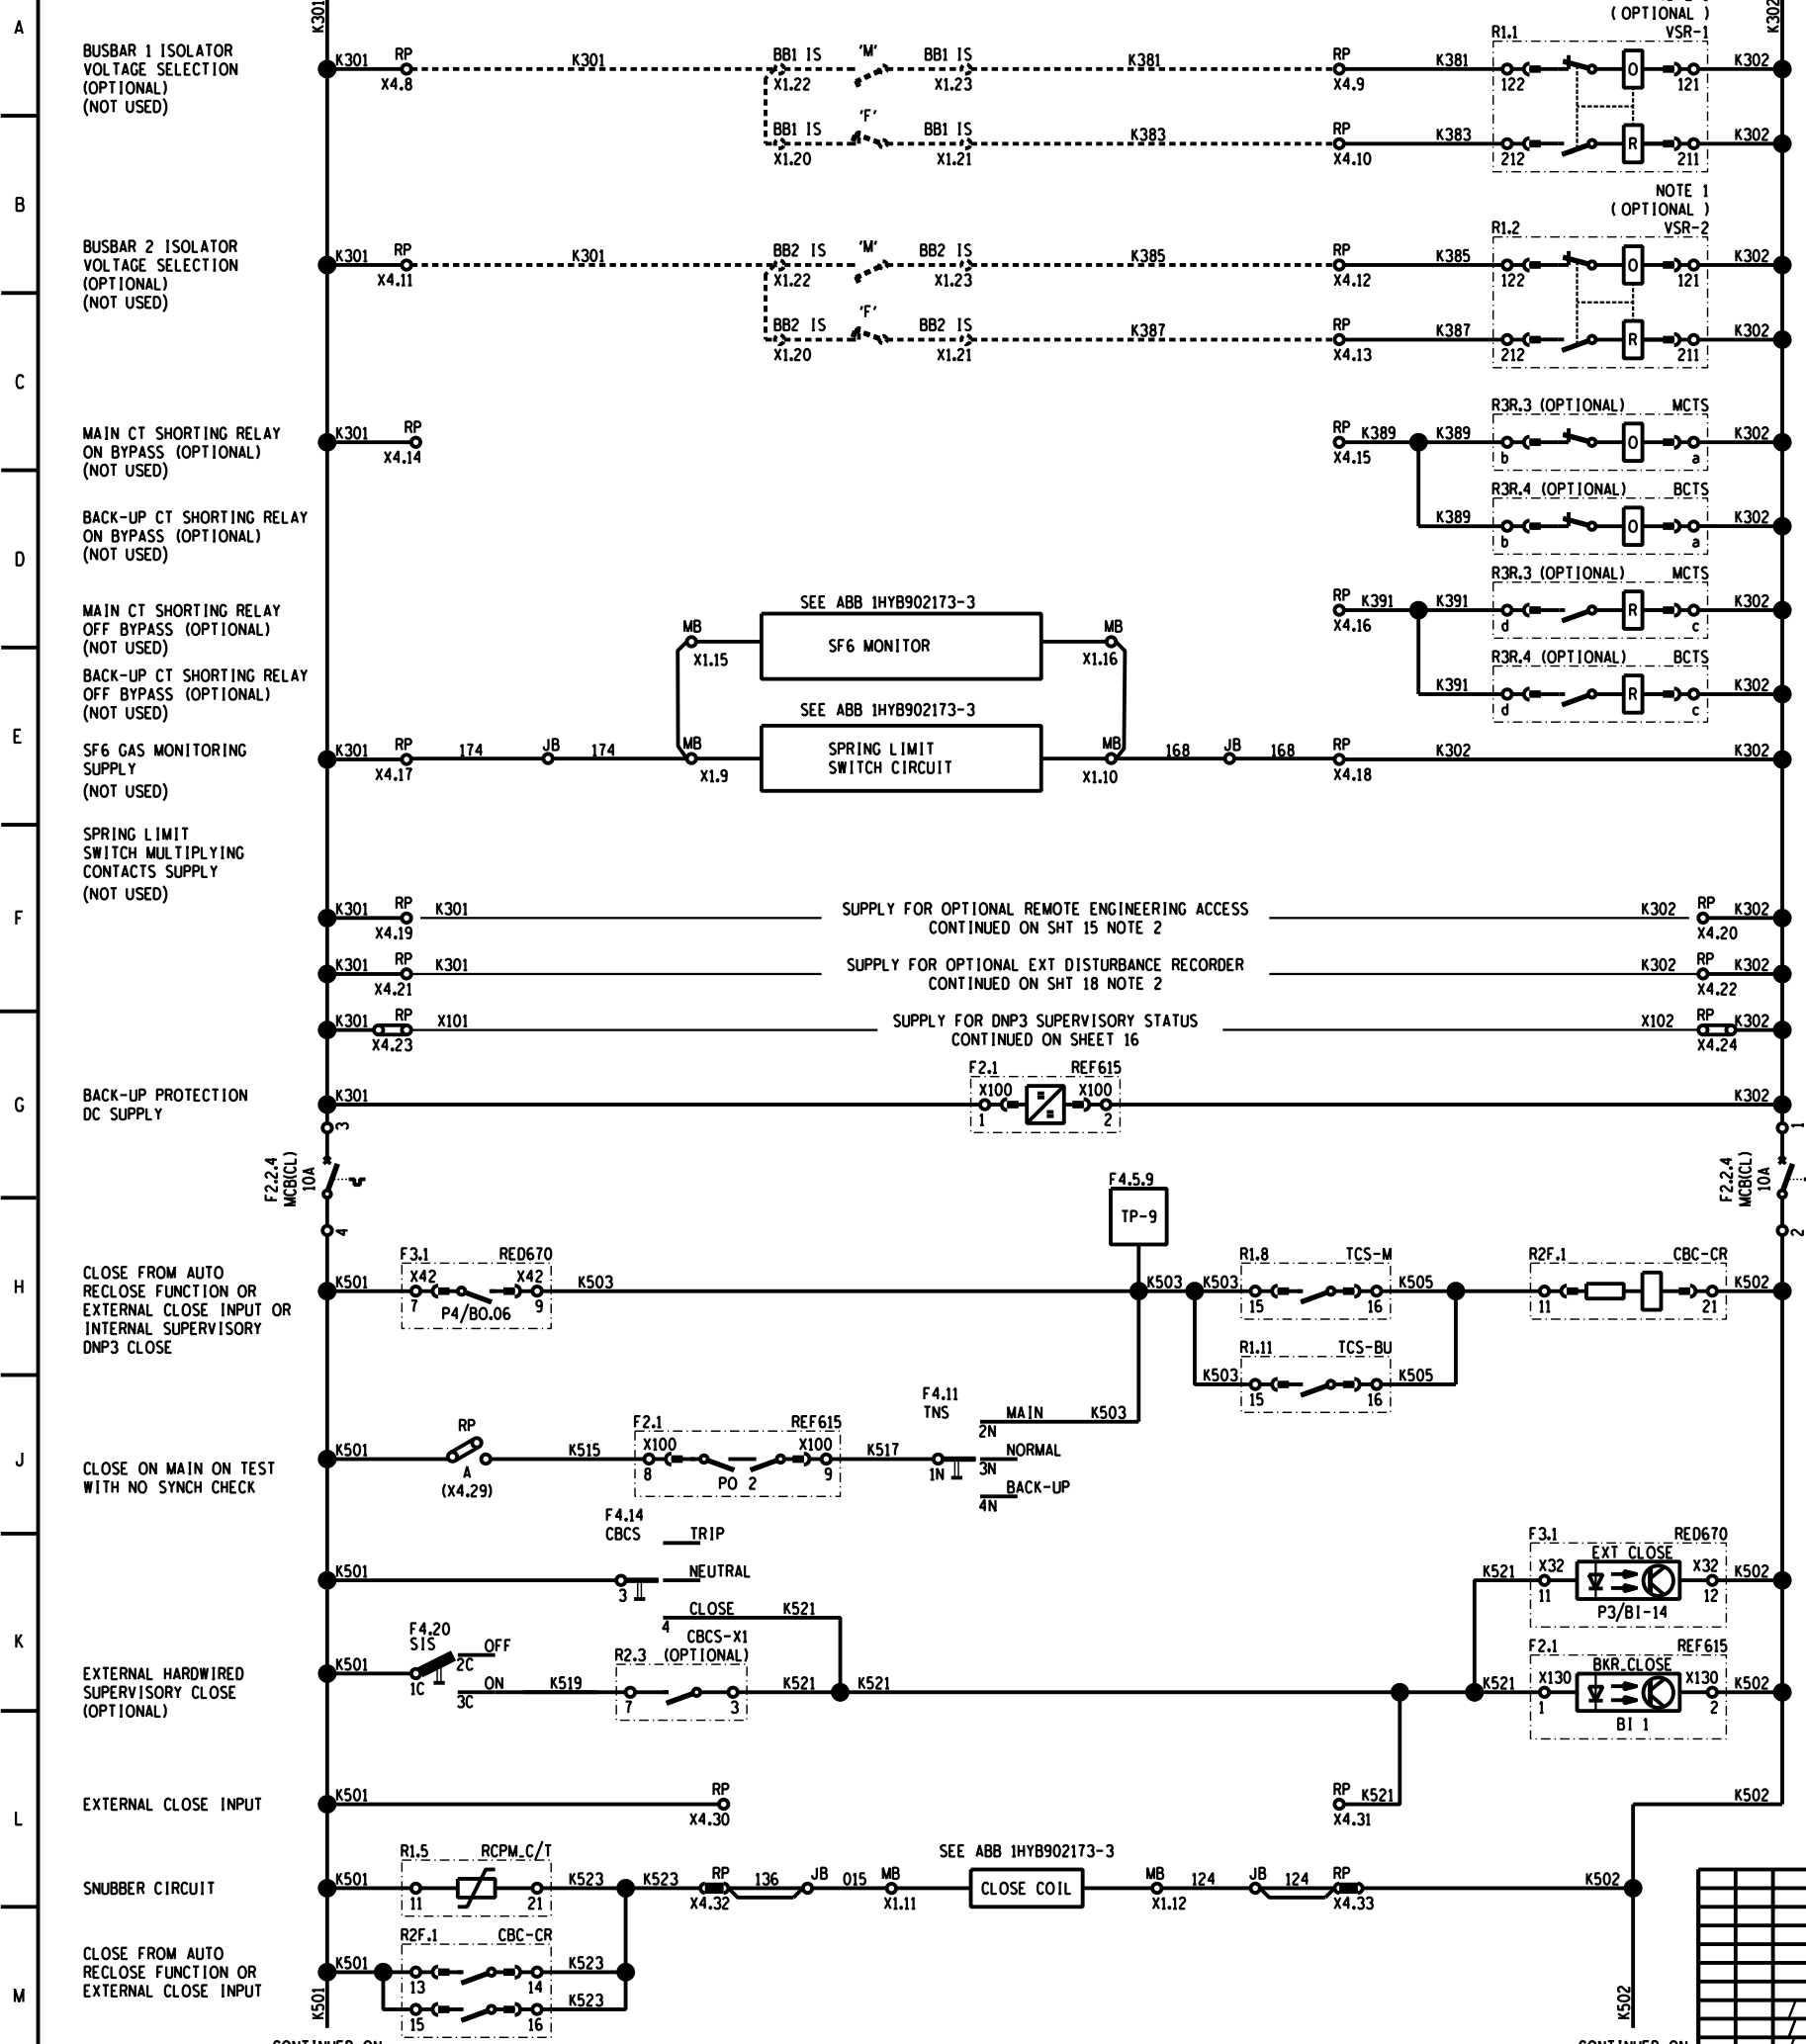 A
K301
K302
( OPTIONAL )
BUSBAR 1 ISOLATOR
VOLTAGE SELECTION
(OPTIONAL)
(NOT USED)
K301 RP X4.8 K301 BB1 IS X1.22 'M' BB1 IS X1.23 K381 RP X4.9 K381 R1.1 VSR-1 122 O 121 K302
BB1 IS X1.20 'F' BB1 IS X1.21 K383 RP X4.10 K383 212 R 211 K302
B
NOTE 1
( OPTIONAL )
BUSBAR 2 ISOLATOR
VOLTAGE SELECTION
(OPTIONAL)
(NOT USED)
K301 RP X4.11 K301 BB2 IS X1.22 'M' BB2 IS X1.23 K385 RP X4.12 K385 R1.2 VSR-2 122 O 121 K302
BB2 IS X1.20 'F' BB2 IS X1.21 K387 RP X4.13 K387 212 R 211 K302
C
MAIN CT SHORTING RELAY
ON BYPASS (OPTIONAL)
(NOT USED)
K301 RP X4.14 RP X4.15 K389 K389 R3R.3 (OPTIONAL) MCTS b O a K302
D
BACK-UP CT SHORTING RELAY
ON BYPASS (OPTIONAL)
(NOT USED)
K389 R3R.4 (OPTIONAL) BCTS b O a K302
MAIN CT SHORTING RELAY
OFF BYPASS (OPTIONAL)
(NOT USED)
RP X4.16 K391 K391 R3R.3 (OPTIONAL) MCTS d R c K302
SEE ABB 1HYB902173-3
MB X1.15 SF6 MONITOR MB X1.16
BACK-UP CT SHORTING RELAY
OFF BYPASS (OPTIONAL)
(NOT USED)
K391 R3R.4 (OPTIONAL) BCTS d R c K302
E
SF6 GAS MONITORING
SUPPLY
(NOT USED)
SEE ABB 1HYB902173-3
K301 RP X4.17 174 JB 174 MB X1.9
SPRING LIMIT
SWITCH CIRCUIT
MB X1.10 168 JB 168 RP X4.18 K302 K302
SPRING LIMIT
SWITCH MULTIPLYING
CONTACTS SUPPLY
(NOT USED)
F
K301 RP X4.19 K301
SUPPLY FOR OPTIONAL REMOTE ENGINEERING ACCESS
CONTINUED ON SHT 15 NOTE 2
K302 RP X4.20 K302
K301 RP X4.21 K301
SUPPLY FOR OPTIONAL EXT DISTURBANCE RECORDER
CONTINUED ON SHT 18 NOTE 2
K302 RP X4.22 K302
K301 RP X4.23 X101
SUPPLY FOR DNP3 SUPERVISORY STATUS
CONTINUED ON SHEET 16
X102 RP X4.24 K302
G
BACK-UP PROTECTION
DC SUPPLY
K301 F2.1 REF615 X100 1 X100 2 K302
3
F2.2.4
MCB(CL)
10A
4
1
F2.2.4
MCB(CL)
10A
2
F4.5.9
TP-9
H
CLOSE FROM AUTO
RECLOSE FUNCTION OR
EXTERNAL CLOSE INPUT OR
INTERNAL SUPERVISORY
DNP3 CLOSE
K501 F3.1 RED670 X42 7 X42 9 P4/BO.06 K503 K503 K503 R1.8 TCS-M 15 16 K505 R2F.1 CBC-CR 11 21 K502
K503 R1.11 TCS-BU 15 16 K505
J
CLOSE ON MAIN ON TEST
WITH NO SYNCH CHECK
K501 RP A (X4.29) K515 F2.1 REF615 X100 8 PO 2 X100 9 K517 F4.11 TNS 1N
MAIN 2N K503
NORMAL 3N
BACK-UP 4N
F4.14
CBCS
TRIP
K501 3 NEUTRAL
CLOSE 4 K521
K521 F3.1 RED670 EXT CLOSE X32 11 X32 12 P3/BI-14 K502
K
EXTERNAL HARDWIRED
SUPERVISORY CLOSE
(OPTIONAL)
K501 F4.20 SIS 1C OFF 2C ON 3C K519 CBCS-X1 R2.3 (OPTIONAL) 7 3 K521 K521
K521 F2.1 REF615 BKR_CLOSE X130 1 X130 2 BI 1 K502
L
EXTERNAL CLOSE INPUT
K501 RP X4.30 RP X4.31 K521 K502
SEE ABB 1HYB902173-3
SNUBBER CIRCUIT
K501 R1.5 RCPM_C/T 11 21 K523 K523 RP X4.32 136 JB 015 MB X1.11 CLOSE COIL MB X1.12 124 JB 124 RP X4.33 K502
M
CLOSE FROM AUTO
RECLOSE FUNCTION OR
EXTERNAL CLOSE INPUT
K501 R2F.1 CBC-CR 13 14 K523
15 16 K523
K501
K502
CONTINUED ON
CONTINUED ON